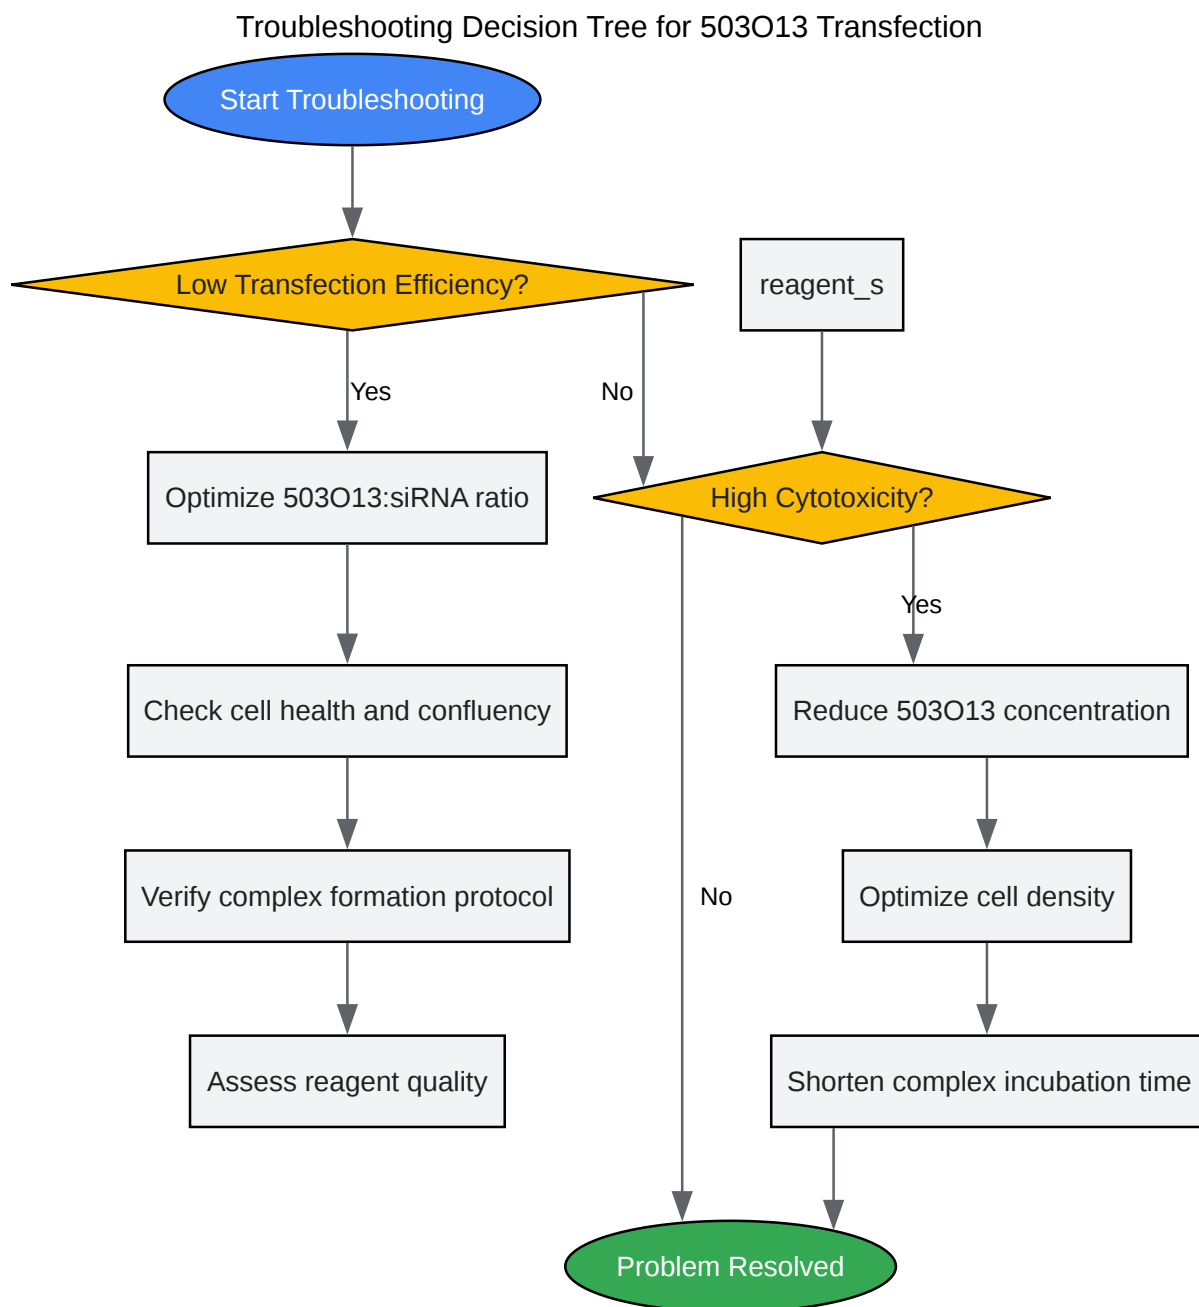 Troubleshooting Decision Tree for 503O13 Transfection
Start Troubleshooting
Low Transfection Efficiency?
reagent_s
Yes
No
Optimize 503O13:siRNA ratio
High Cytotoxicity?
Yes
Check cell health and confluency
Reduce 503O13 concentration
Verify complex formation protocol
No
Optimize cell density
Assess reagent quality
Shorten complex incubation time
Problem Resolved